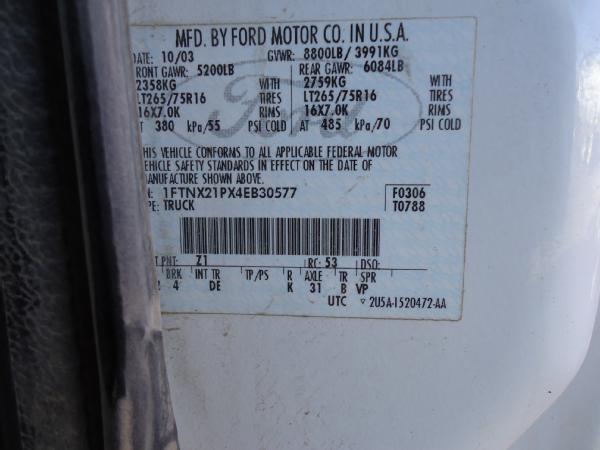 MFD. BY FORD MOTOR CO. IN U.S.A.
DATE: 10/03 GVWR: 8800LB/ 3991KG
FRONT GAWR: 5200LB REAR GAWR: 6084LB
2358KG WITH 2759KG WITH
LT265/75R16 TIRES LT265/75R16 TIRES
16X7.0K RIMS 16X7.0K RIMS
AT 380 kPa/55 PSI COLD AT 485 kPa/70 PSI COLD
THIS VEHICLE CONFORMS TO ALL APPLICABLE FEDERAL MOTOR
VEHICLE SAFETY STANDARDS IN EFFECT ON THE DATE OF
MANUFACTURE SHOWN ABOVE.
1FTNX21PX4EB30577 F0306
TRUCK T0788
Ford
PNT: Z1 RC: 53 DSO:
BRK INT TR TP/PS R AXLE TR SPR
4 DE K 31 B VP
UTC ▽ 2U5A-1520472-AA